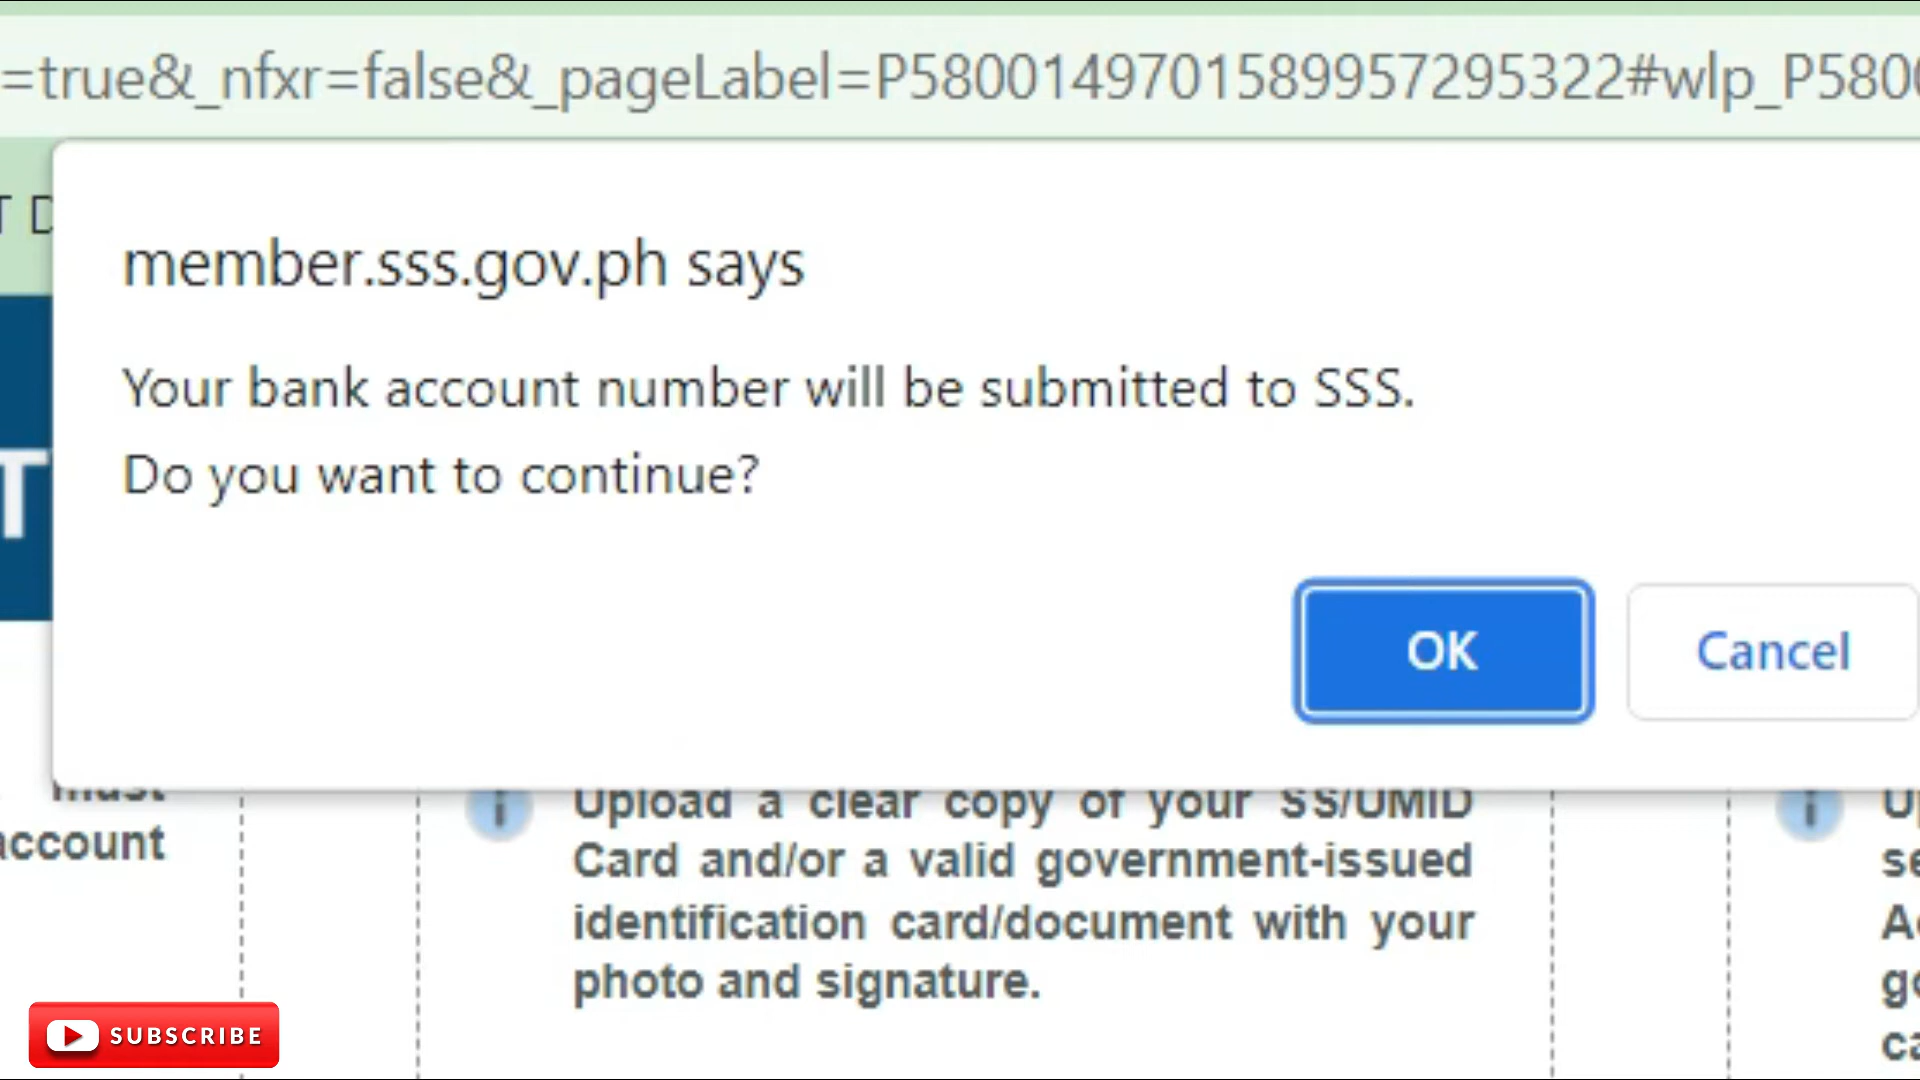 =true&_nfxr=false&_pageLabel=P5800149701589957295322#wlp_P580
T D
member.sss.gov.ph says
Your bank account number will be submitted to SSS.
Do you want to continue?
T
OK
Cancel
must
account
Upload a clear copy of your SS/UMID
Card and/or a valid government-issued
identification card/document with your
photo and signature.
SUBSCRIBE